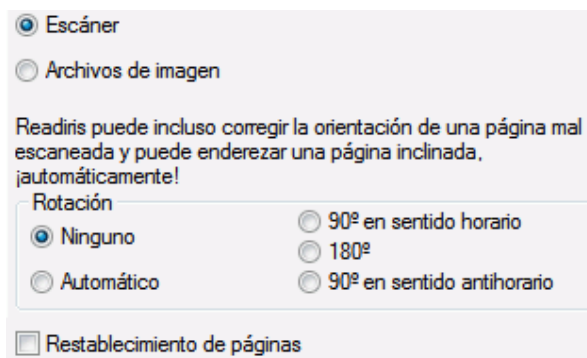 Escáner
Archivos de imagen
Readiris puede incluso corregir la orientación de una página mal
escaneada y puede enderezar una página inclinada,
¡automáticamente!
Rotación
Ninguno
90º en sentido horario
180º
Automático
90º en sentido antihorario
Restablecimiento de páginas